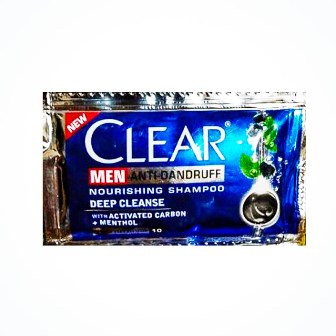 NEW
CLEAR®
MEN ANTI-DANDRUFF
NOURISHING SHAMPOO
DEEP CLEANSE
WITH ACTIVATED CARBON
+ MENTHOL